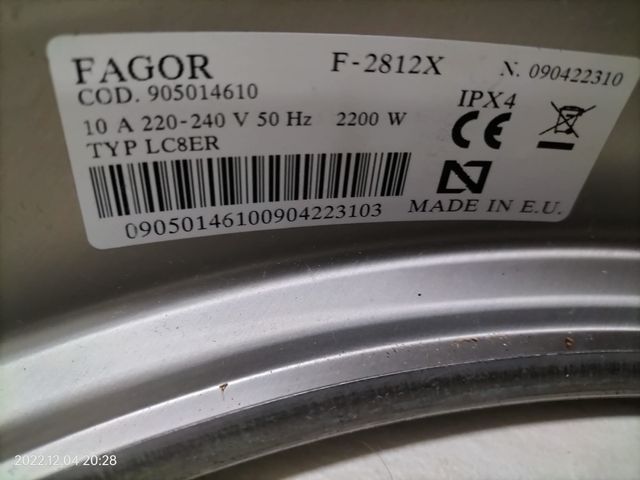 FAGOR F-2812X N. 090422310
COD. 905014610
IPX4
10 A 220-240 V 50 Hz 2200 W
CE
TYP LC8ER
N
09050146100904223103
MADE IN E.U.
2022.12.04 20:28